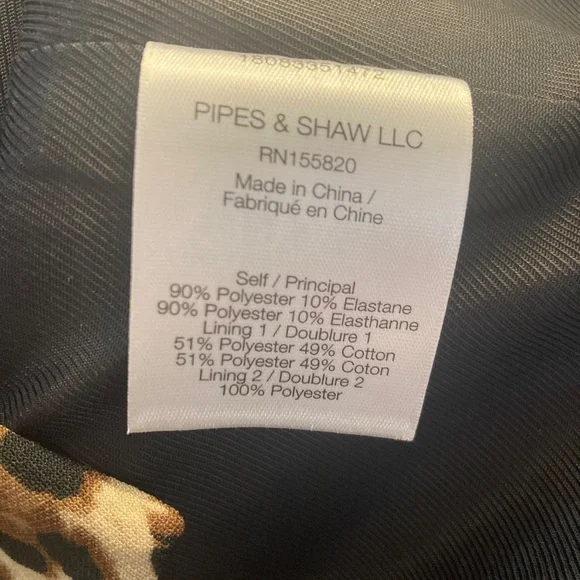 PIPES & SHAW LLC
RN155820
Made in China /
Fabriqué en Chine
Self / Principal
90% Polyester 10% Elastane
90% Polyester 10% Elasthanne
Lining 1 / Doublure 1
51% Polyester 49% Cotton
51% Polyester 49% Coton
Lining 2 / Doublure 2
100% Polyester